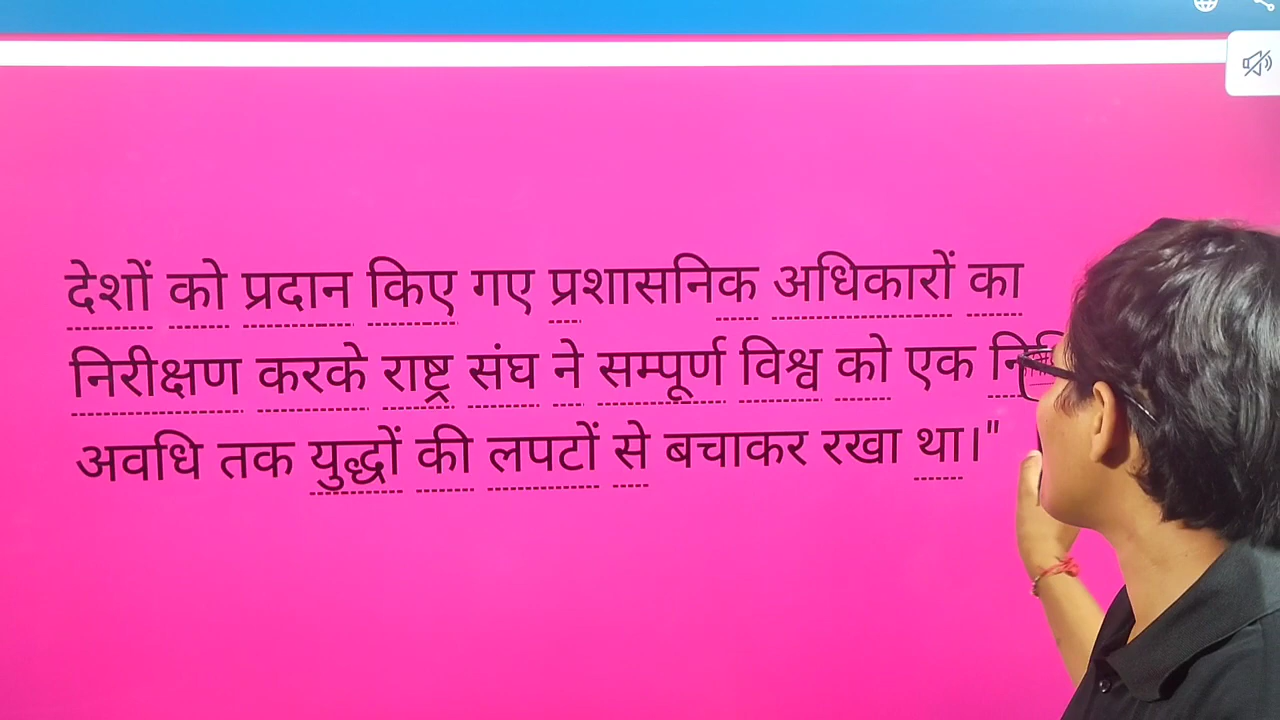 देशों को प्रदान किए गए प्रशासनिक अधिकारों का
निरीक्षण करके राष्ट्र संघ ने सम्पूर्ण विश्व को एक
अवधि तक युद्धों की लपटों से बचाकर रखा था।"